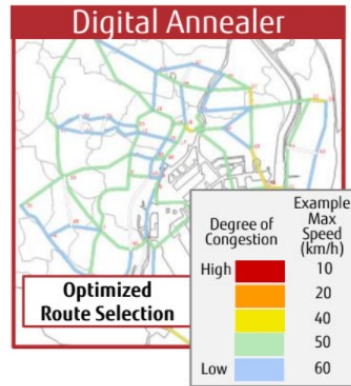 Digital Annealer
Optimized
Route Selection
Degree of
Congestion
Example
Max
Speed
(km/h)
High 10
20
40
50
Low 60